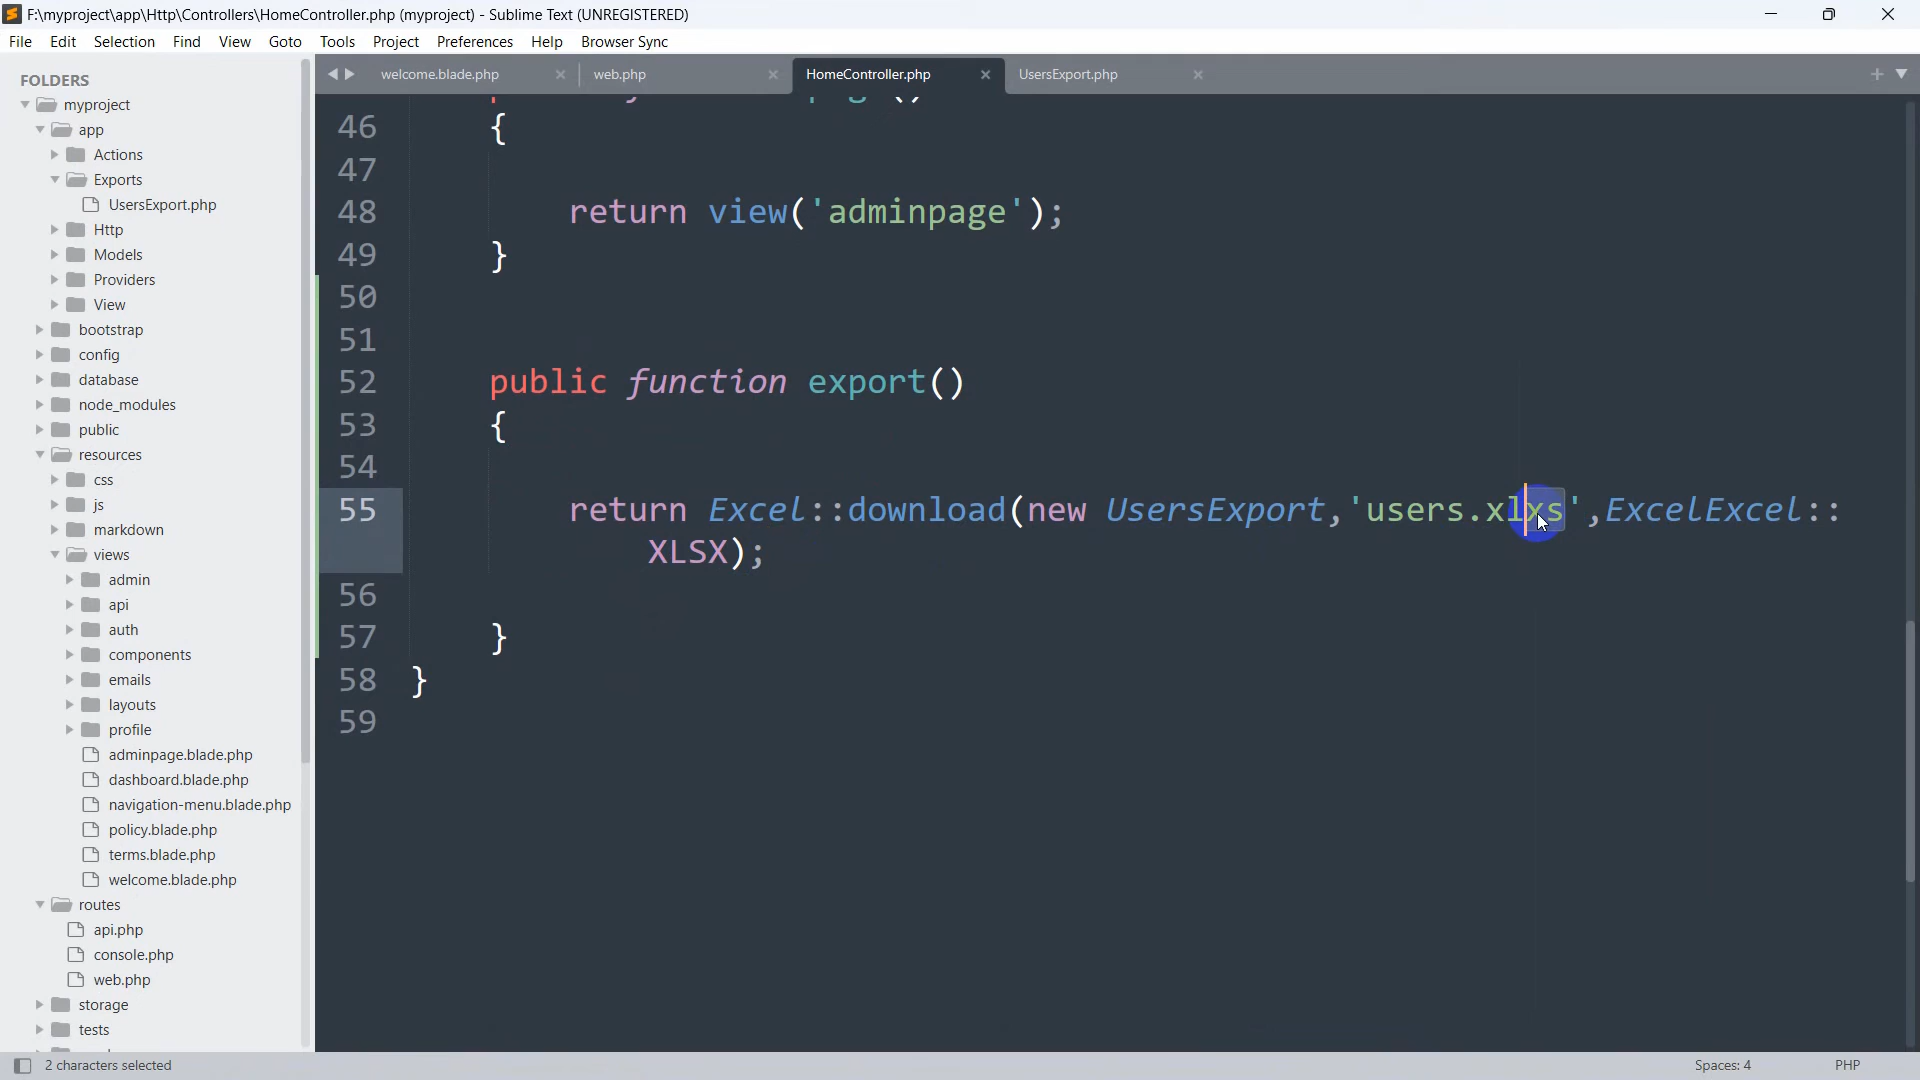 F:\myproject\app\Http\Controllers\HomeController.php (myproject) - Sublime Text (UNREGISTERED)
File Edit Selection Find View Goto Tools Project Preferences Help Browser Sync
FOLDERS
myproject
app
Actions
Exports
UsersExport.php
Http
Models
Providers
View
bootstrap
config
database
node_modules
public
resources
css
js
markdown
views
admin
api
auth
components
emails
layouts
profile
adminpage.blade.php
dashboard.blade.php
navigation-menu.blade.php
policy.blade.php
terms.blade.php
welcome.blade.php
routes
api.php
console.php
web.php
storage
tests
welcome.blade.php web.php HomeController.php UsersExport.php
46 {
47
48 return view('adminpage');
49 }
50
51
52 public function export()
53 {
54
55 return Excel::download(new UsersExport,'users.xlxs',ExcelExcel::
XLSX);
56
57 }
58 }
59
2 characters selected Spaces: 4 PHP